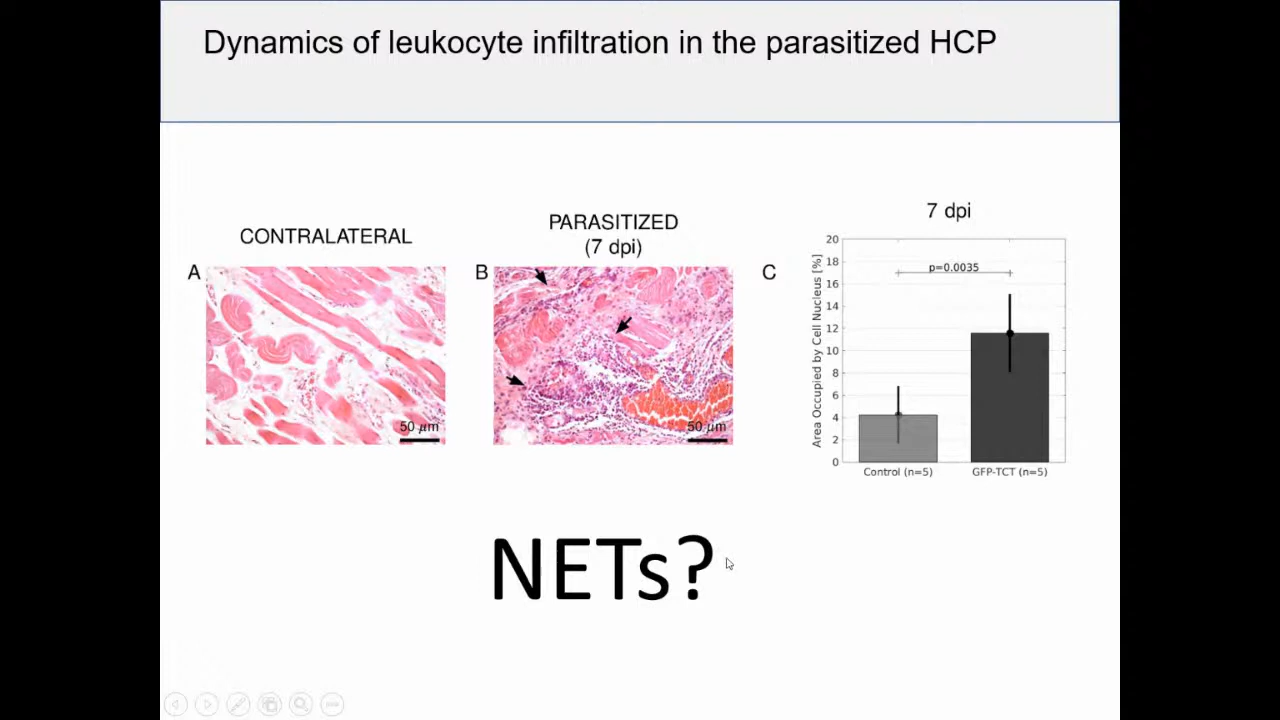 Dynamics of leukocyte infiltration in the parasitized HCP
CONTRALATERAL
A
50 μm
PARASITIZED
(7 dpi)
B
50 μm
7 dpi
C
Area Occupied by Cell Nucleus [%]
20
18
16
14
12
10
8
6
4
2
0
p=0.0035
Control (n=5)
GFP-TCT (n=5)
NETs?